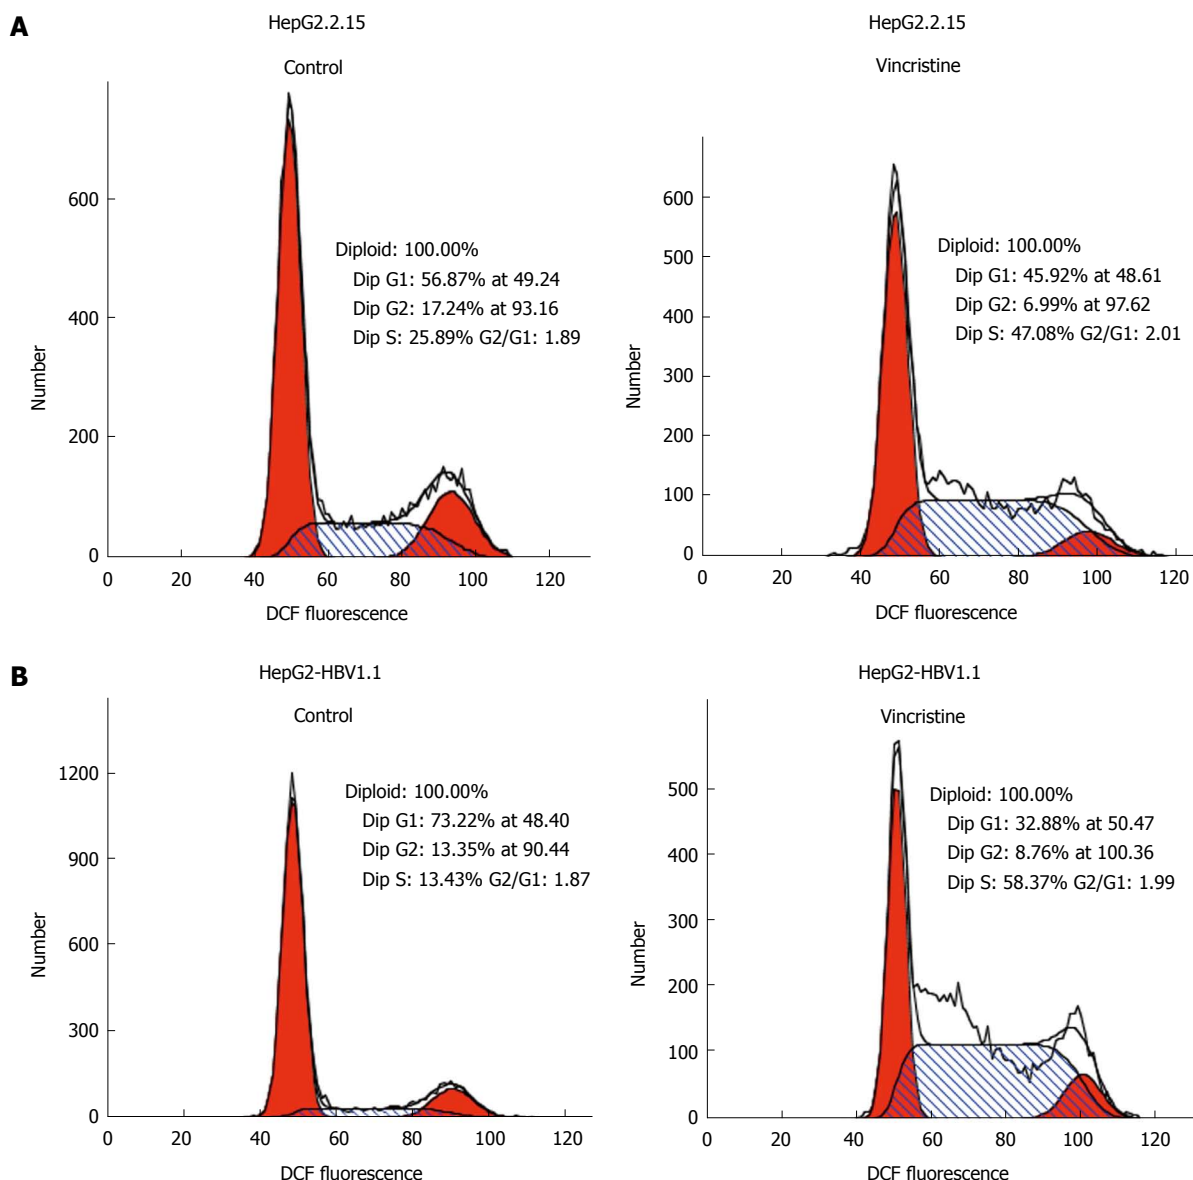 A
HepG2.2.15
Control
600
400
200
0
Number
Diploid: 100.00%
Dip G1: 56.87% at 49.24
Dip G2: 17.24% at 93.16
Dip S: 25.89% G2/G1: 1.89
0 20 40 60 80 100 120
DCF fluorescence
HepG2.2.15
Vincristine
600
500
400
300
200
100
0
Number
Diploid: 100.00%
Dip G1: 45.92% at 48.61
Dip G2: 6.99% at 97.62
Dip S: 47.08% G2/G1: 2.01
0 20 40 60 80 100 120
DCF fluorescence
B
HepG2-HBV1.1
Control
1200
900
600
300
0
Number
Diploid: 100.00%
Dip G1: 73.22% at 48.40
Dip G2: 13.35% at 90.44
Dip S: 13.43% G2/G1: 1.87
0 20 40 60 80 100 120
DCF fluorescence
HepG2-HBV1.1
Vincristine
500
400
300
200
100
0
Number
Diploid: 100.00%
Dip G1: 32.88% at 50.47
Dip G2: 8.76% at 100.36
Dip S: 58.37% G2/G1: 1.99
0 20 40 60 80 100 120
DCF fluorescence